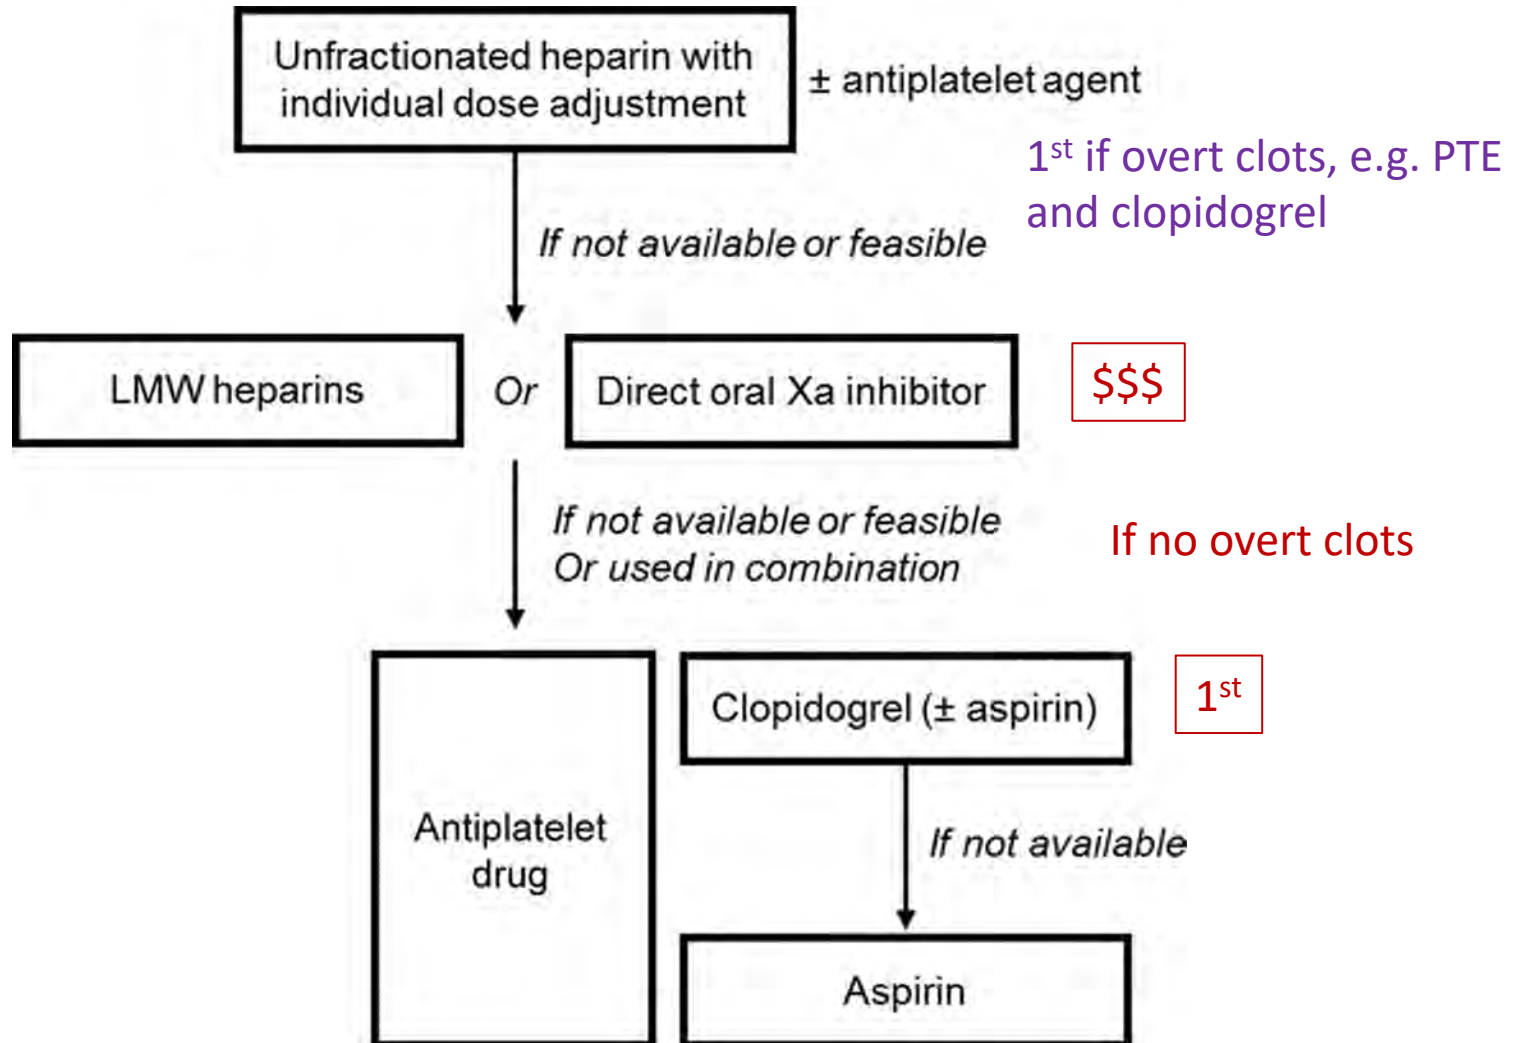 Unfractionated heparin with
individual dose adjustment
± antiplatelet agent
1st if overt clots, e.g. PTE
and clopidogrel
If not available or feasible
LMW heparins
Or
Direct oral Xa inhibitor
$$$
If not available or feasible
Or used in combination
If no overt clots
Clopidogrel (± aspirin)
1st
Antiplatelet
drug
If not available
Aspirin